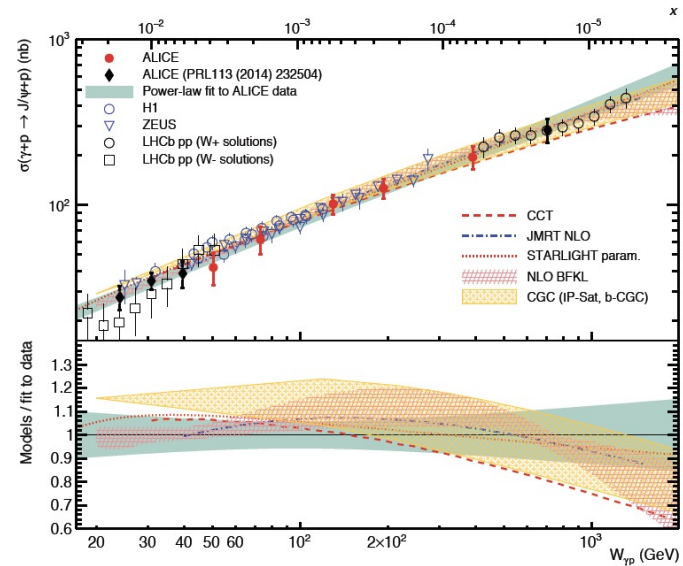 10⁻² 10⁻³ 10⁻⁴ 10⁻⁵ x
10³
10²
σ(γ+p → J/ψ+p) (nb)
ALICE
ALICE (PRL113 (2014) 232504)
Power-law fit to ALICE data
H1
ZEUS
LHCb pp (W+ solutions)
LHCb pp (W- solutions)
CCT
JMRT NLO
STARLIGHT param.
NLO BFKL
CGC (IP-Sat, b-CGC)
Models / fit to data
1.3
1.2
1.1
1
0.9
0.8
0.7
0.6
20 30 40 50 60 10² 2×10² 10³
W_γp (GeV)